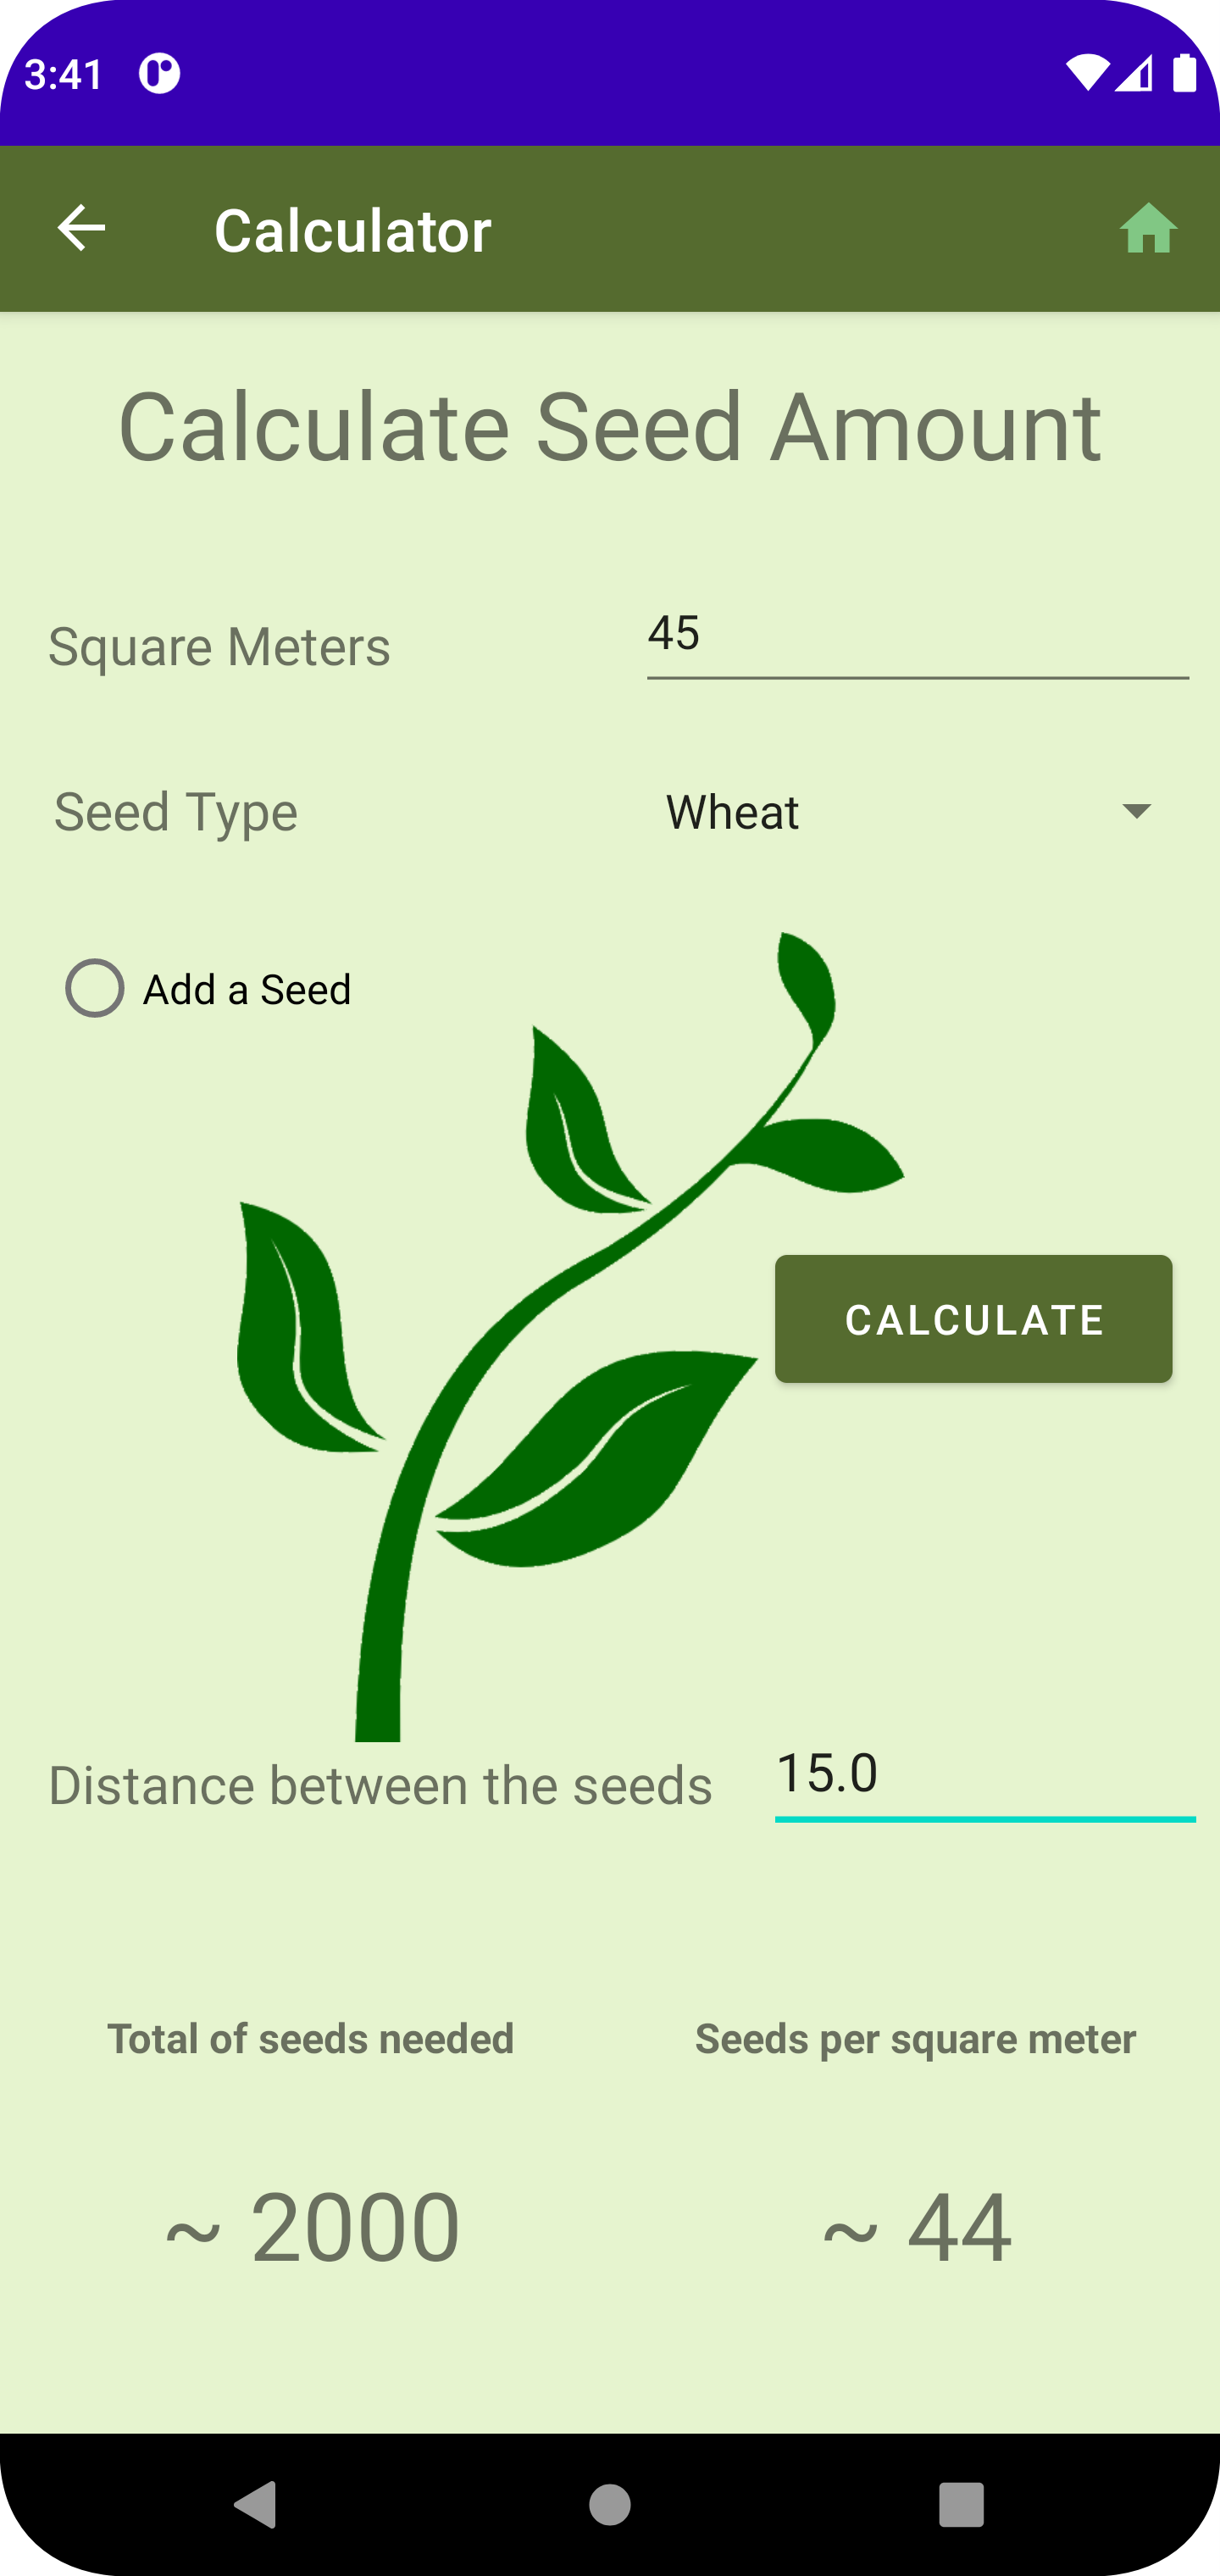 3:41
Calculator
Calculate Seed Amount
Square Meters 45
Seed Type Wheat
Add a Seed
CALCULATE
Distance between the seeds 15.0
Total of seeds needed Seeds per square meter
~ 2000 ~ 44